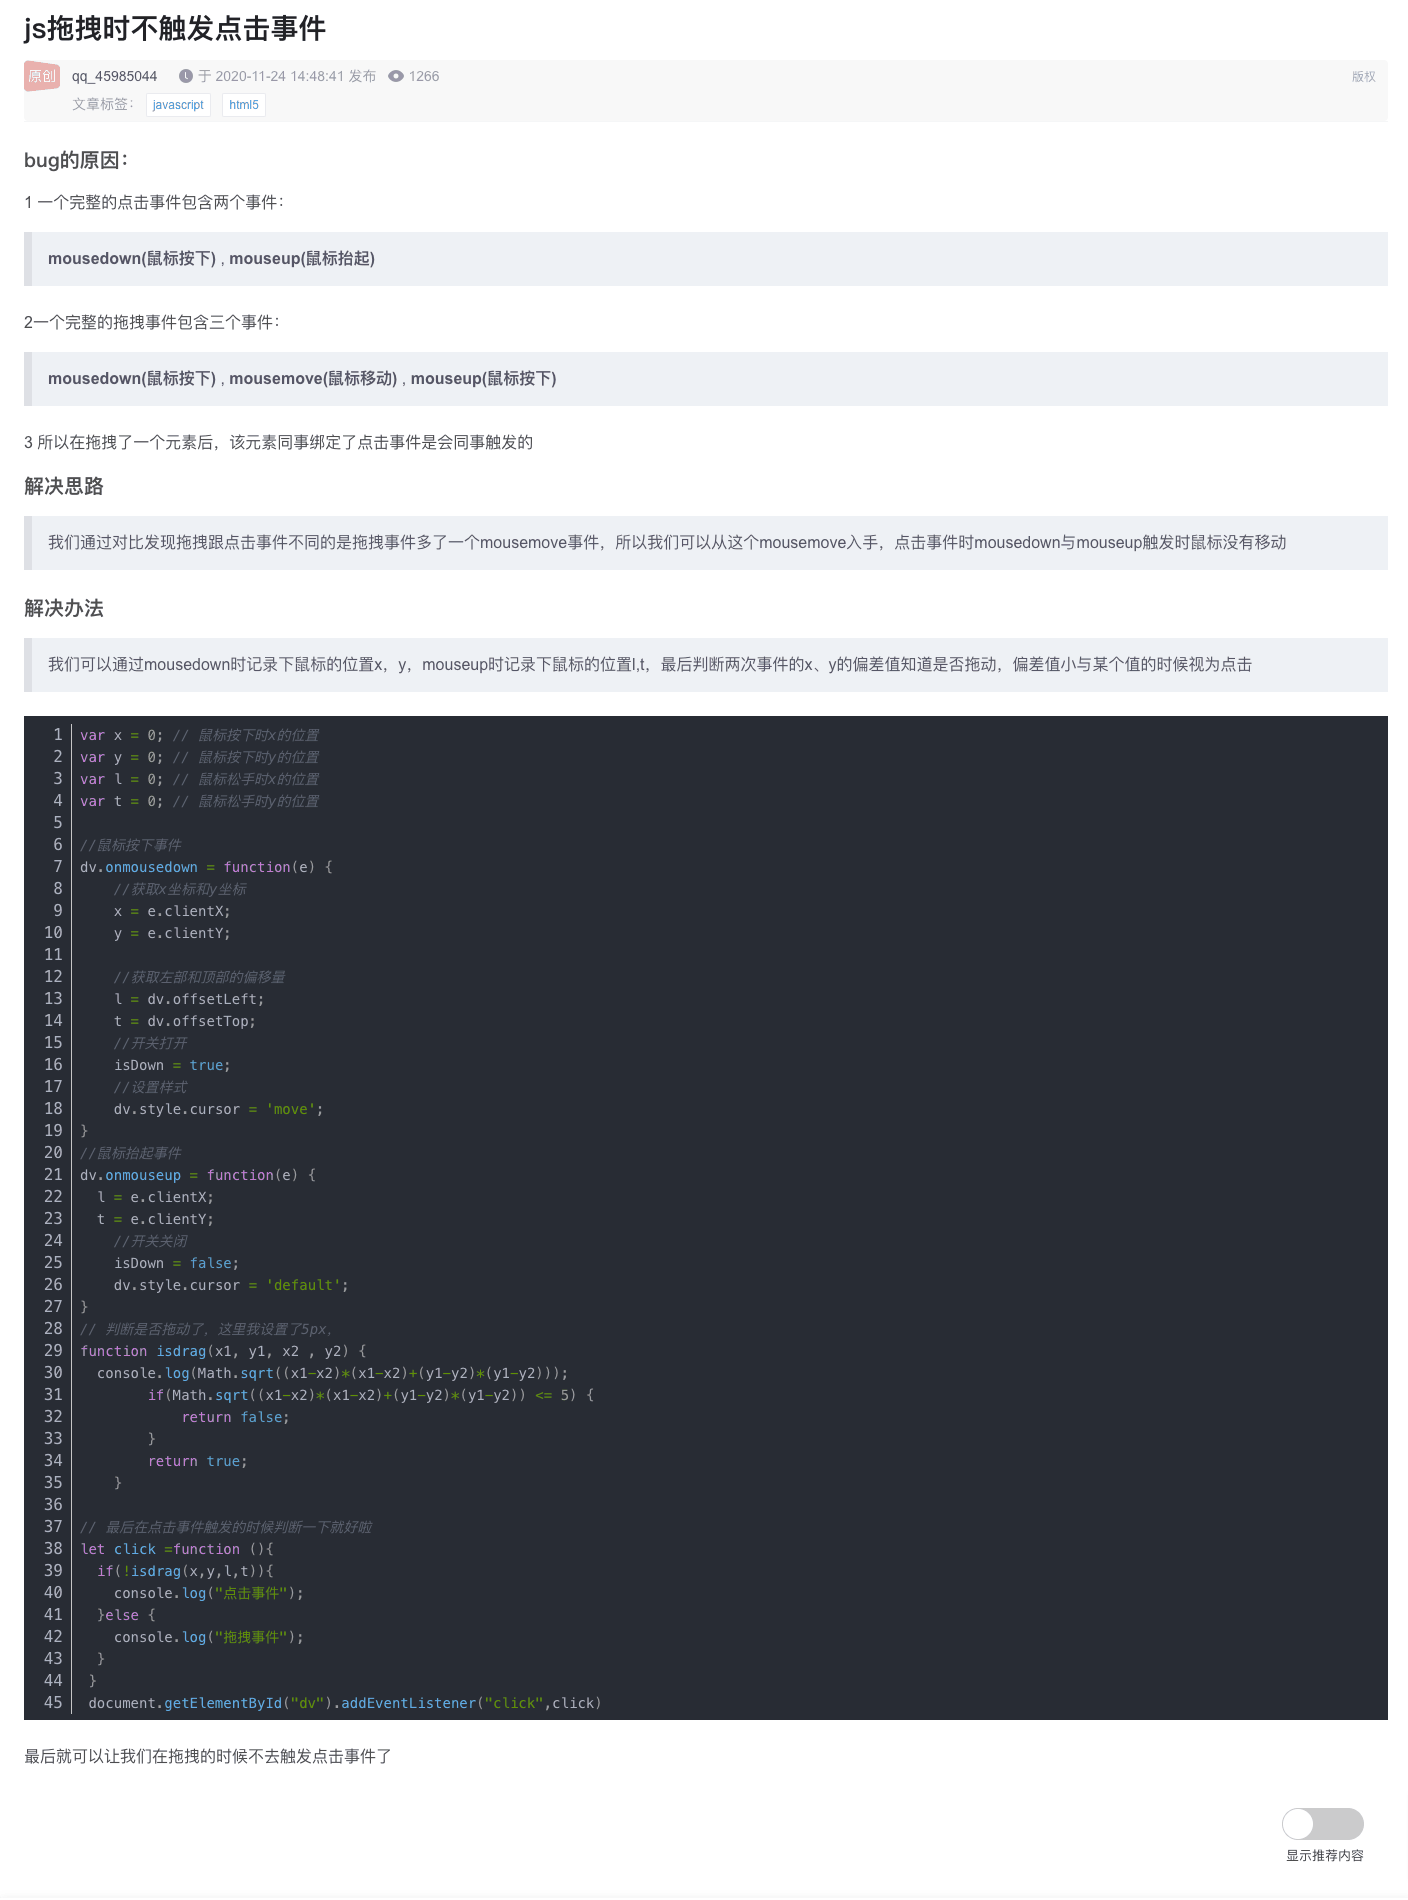 js拖拽时不触发点击事件
原创 qq_45985044 于 2020-11-24 14:48:41 发布 1266 版权
文章标签： javascript html5
bug的原因：
1 一个完整的点击事件包含两个事件：
mousedown(鼠标按下) , mouseup(鼠标抬起)
2一个完整的拖拽事件包含三个事件：
mousedown(鼠标按下) , mousemove(鼠标移动) , mouseup(鼠标按下)
3 所以在拖拽了一个元素后，该元素同事绑定了点击事件是会同事触发的
解决思路
我们通过对比发现拖拽跟点击事件不同的是拖拽事件多了一个mousemove事件，所以我们可以从这个mousemove入手，点击事件时mousedown与mouseup触发时鼠标没有移动
解决办法
我们可以通过mousedown时记录下鼠标的位置x，y，mouseup时记录下鼠标的位置l,t，最后判断两次事件的x、y的偏差值知道是否拖动，偏差值小与某个值的时候视为点击
1 var x = 0; // 鼠标按下时x的位置
2 var y = 0; // 鼠标按下时y的位置
3 var l = 0; // 鼠标松手时x的位置
4 var t = 0; // 鼠标松手时y的位置
5
6 //鼠标按下事件
7 dv.onmousedown = function(e) {
8     //获取x坐标和y坐标
9     x = e.clientX;
10     y = e.clientY;
11
12     //获取左部和顶部的偏移量
13     l = dv.offsetLeft;
14     t = dv.offsetTop;
15     //开关打开
16     isDown = true;
17     //设置样式
18     dv.style.cursor = 'move';
19 }
20 //鼠标抬起事件
21 dv.onmouseup = function(e) {
22   l = e.clientX;
23   t = e.clientY;
24     //开关关闭
25     isDown = false;
26     dv.style.cursor = 'default';
27 }
28 // 判断是否拖动了，这里我设置了5px，
29 function isdrag(x1, y1, x2 , y2) {
30   console.log(Math.sqrt((x1-x2)*(x1-x2)+(y1-y2)*(y1-y2)));
31         if(Math.sqrt((x1-x2)*(x1-x2)+(y1-y2)*(y1-y2)) <= 5) {
32             return false;
33         }
34         return true;
35     }
36
37 // 最后在点击事件触发的时候判断一下就好啦
38 let click =function (){
39   if(!isdrag(x,y,l,t)){
40     console.log("点击事件");
41   }else {
42     console.log("拖拽事件");
43   }
44  }
45  document.getElementById("dv").addEventListener("click",click)
最后就可以让我们在拖拽的时候不去触发点击事件了
显示推荐内容